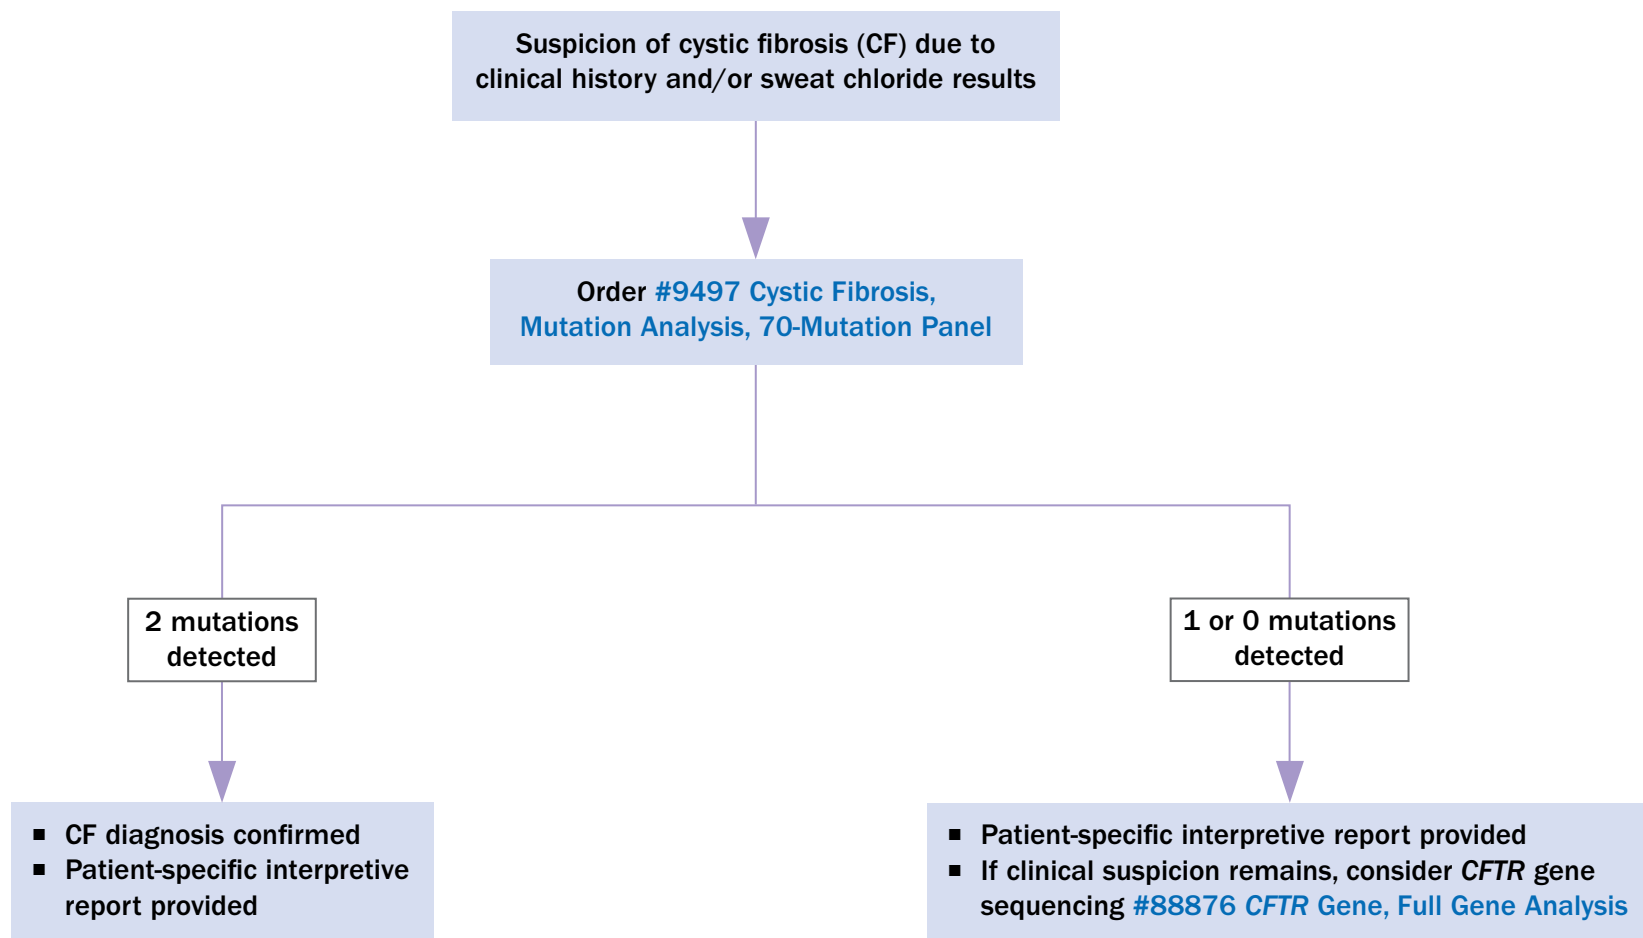 Suspicion of cystic fibrosis (CF) due to
clinical history and/or sweat chloride results
Order #9497 Cystic Fibrosis,
Mutation Analysis, 70-Mutation Panel
2 mutations
detected
1 or 0 mutations
detected
▪ CF diagnosis confirmed
▪ Patient-specific interpretive
report provided
▪ Patient-specific interpretive report provided
▪ If clinical suspicion remains, consider CFTR gene
sequencing #88876 CFTR Gene, Full Gene Analysis